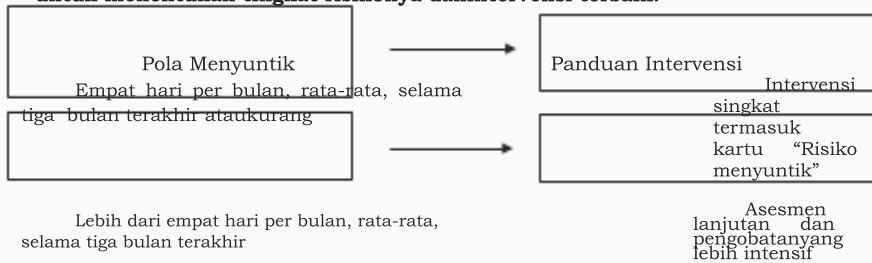 untuk menentukan tingkat risikonya danintervensi terbaik.
Pola Menyuntik
Panduan Intervensi
Empat hari per bulan, rata-rata, selama
tiga bulan terakhir ataukurang
Intervensi
singkat
termasuk
kartu “Risiko
menyuntik”
Lebih dari empat hari per bulan, rata-rata,
selama tiga bulan terakhir
Asesmen
lanjutan dan
pengobatanyang
lebih intensif